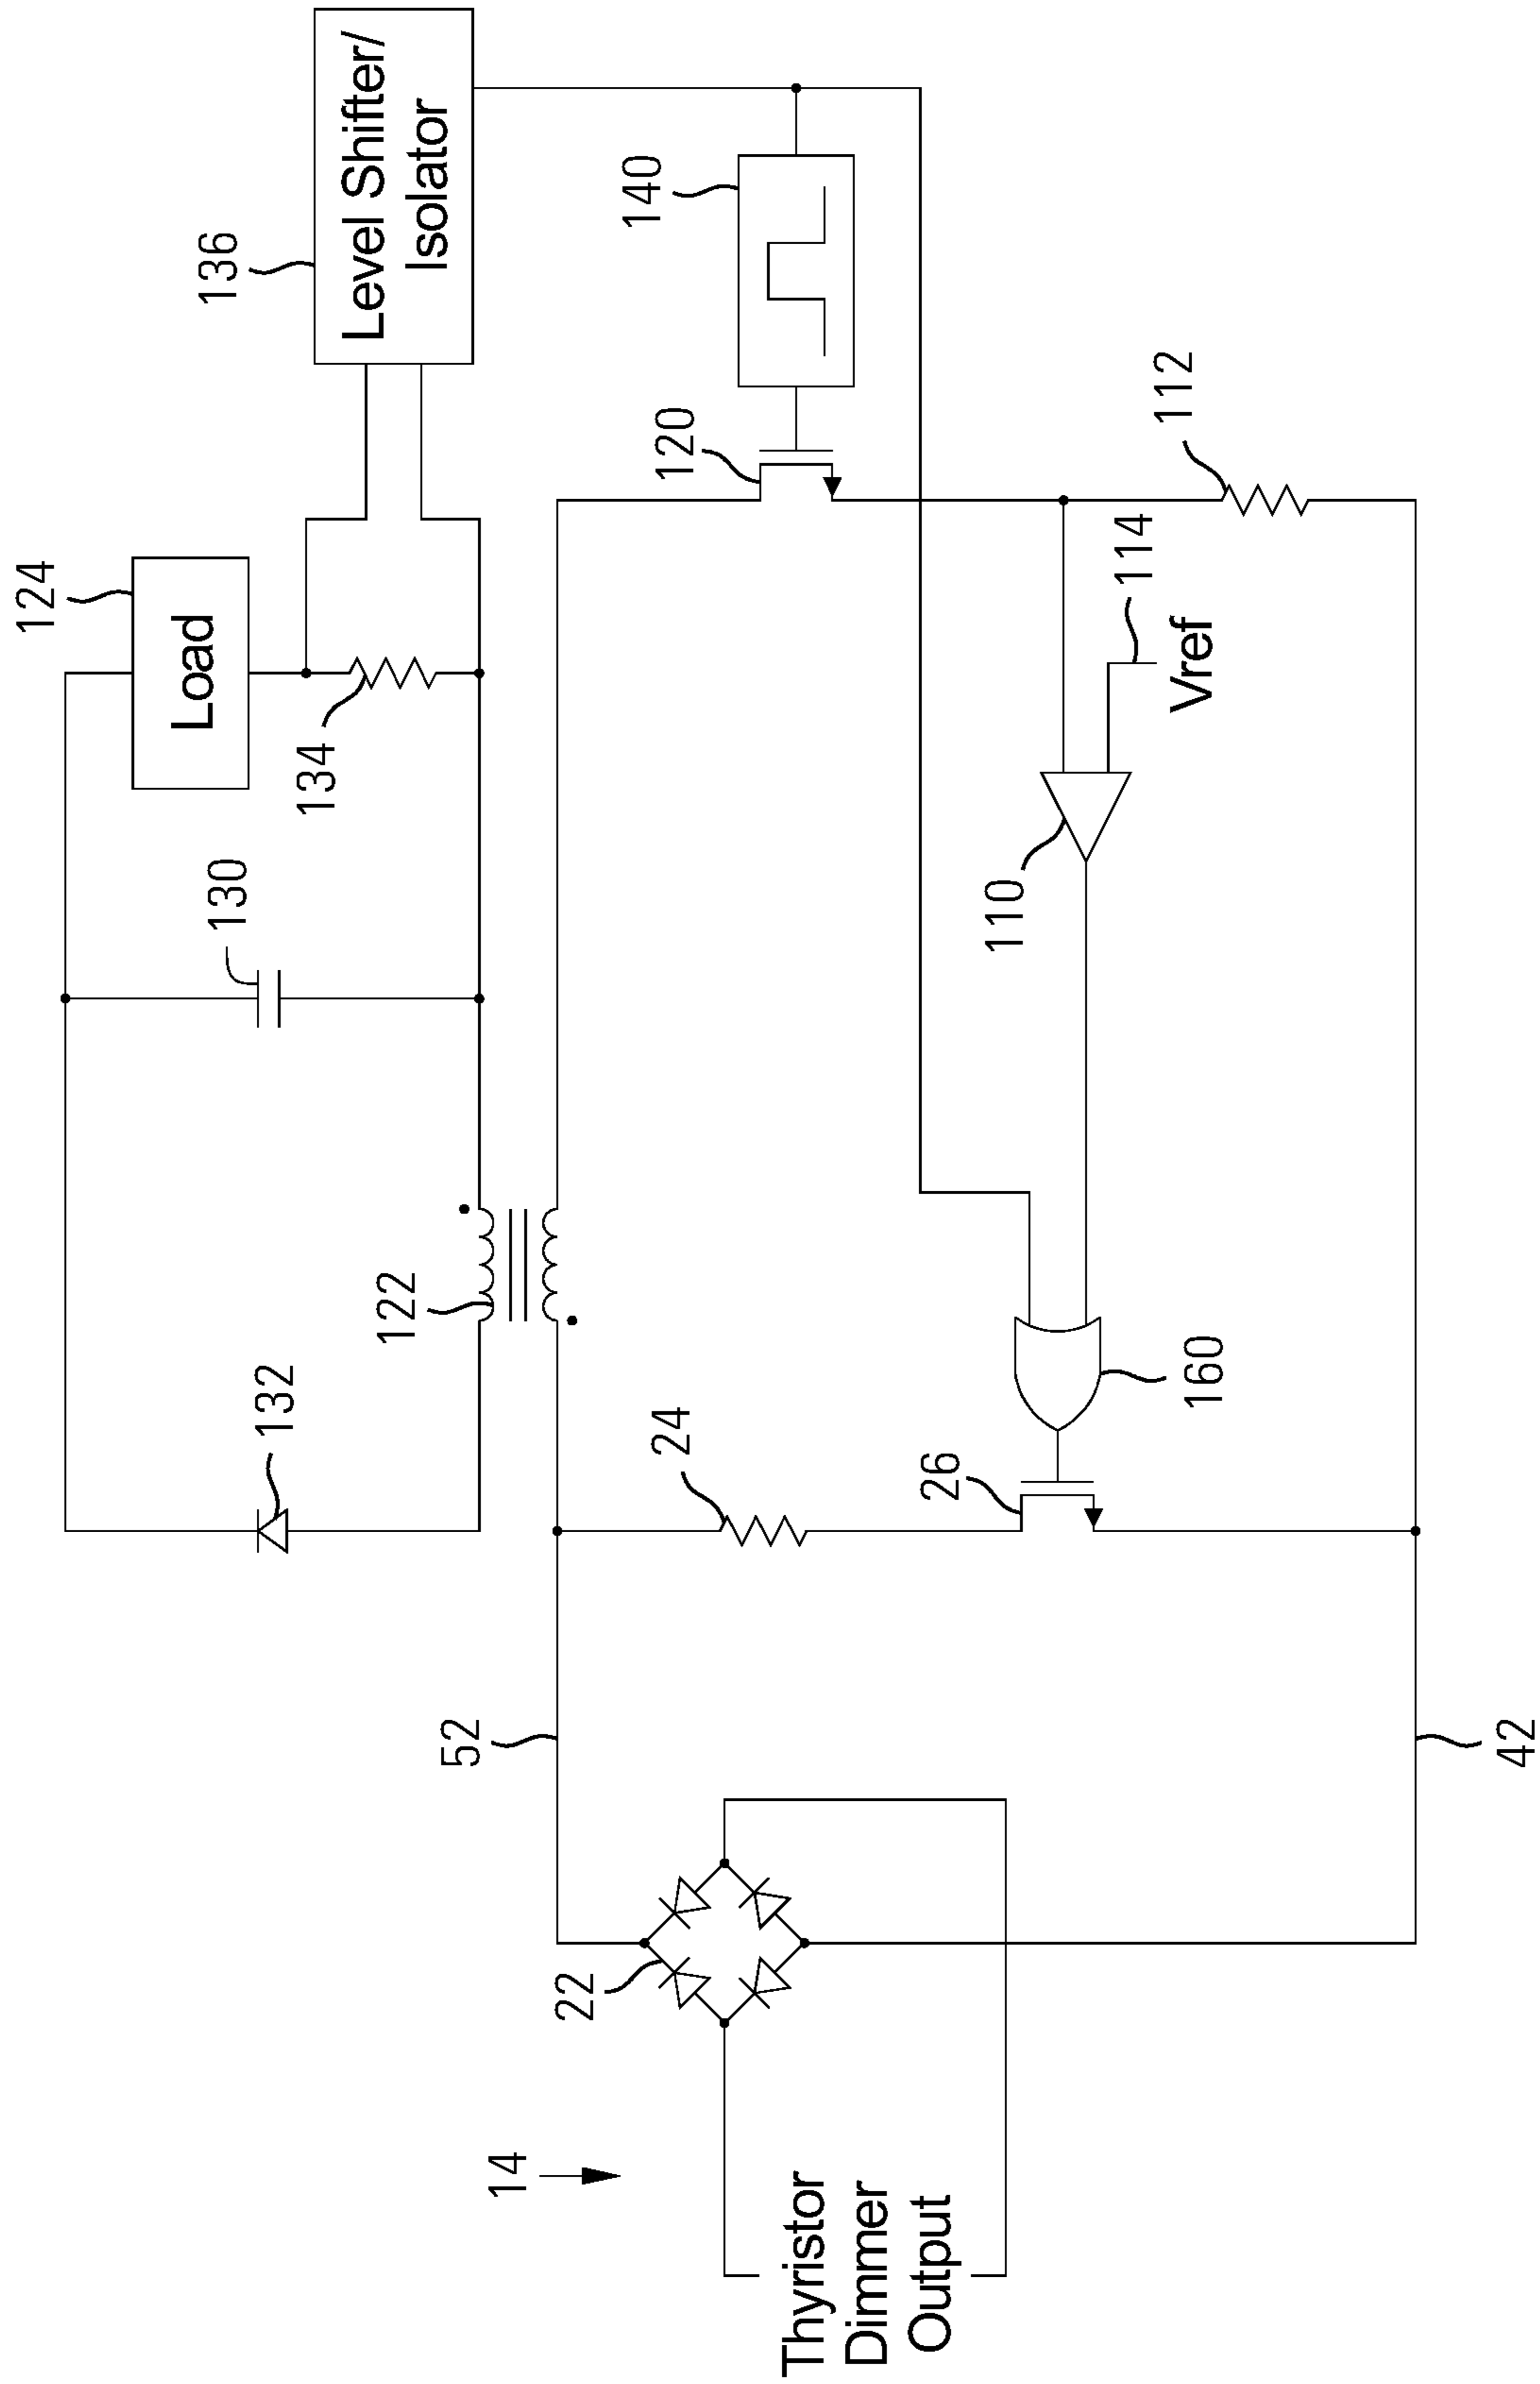 124
Load
134
130
132
122
136
Level Shifter/
Isolator
140
120
112
114
Vref
110
160
24
26
52
42
22
14
Thyristor
Dimmer
Output